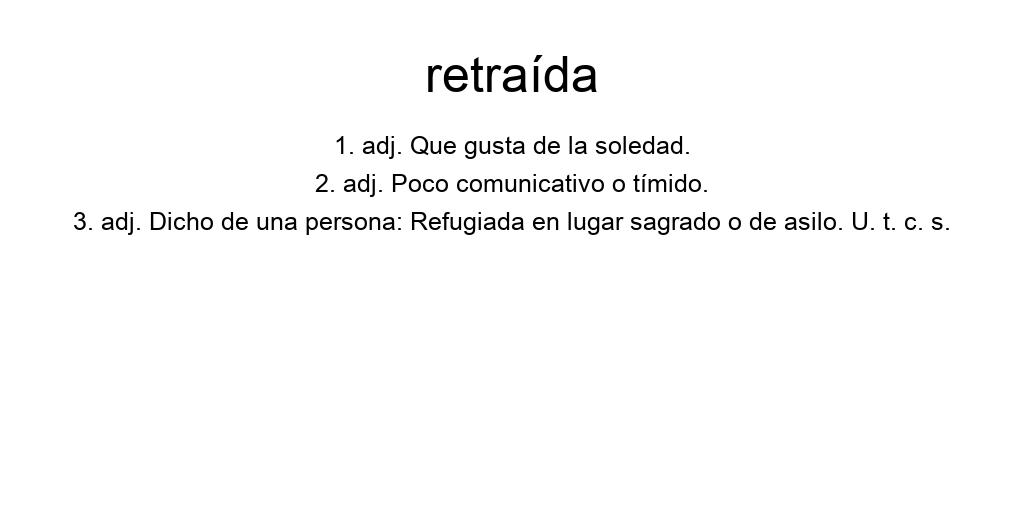 retraída
1. adj. Que gusta de la soledad.
2. adj. Poco comunicativo o tímido.
3. adj. Dicho de una persona: Refugiada en lugar sagrado o de asilo. U. t. c. s.